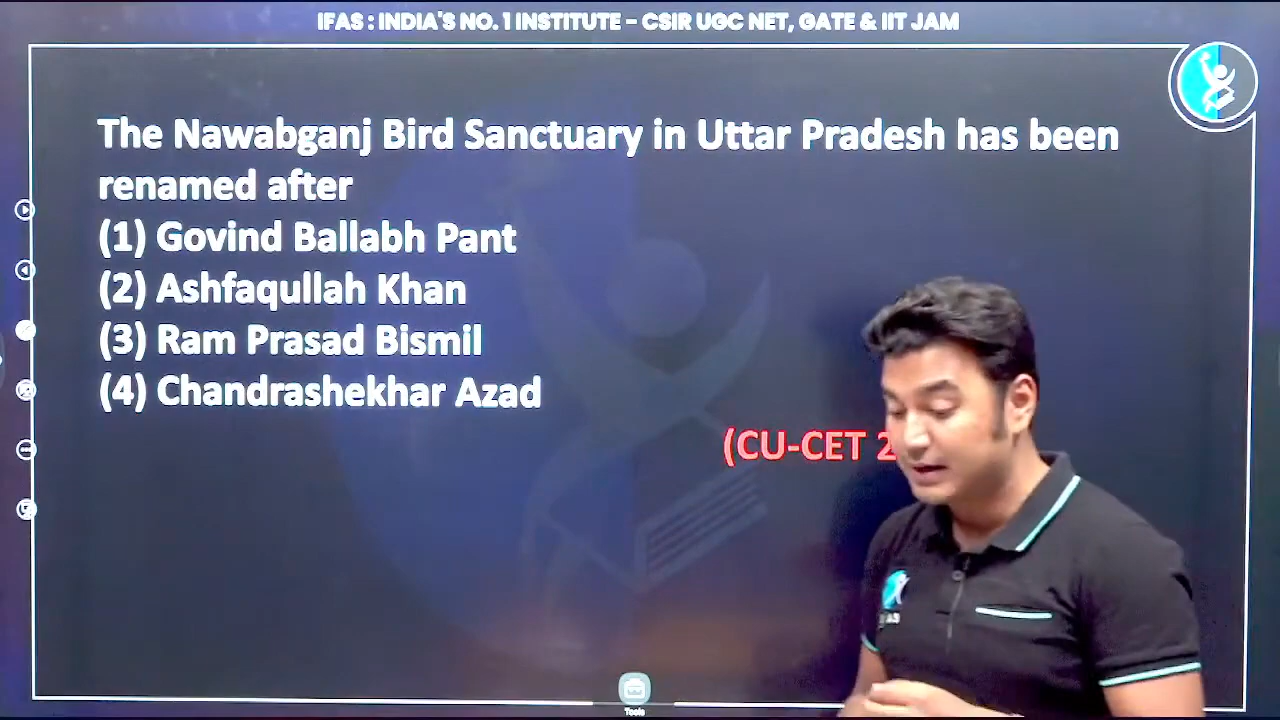 IFAS : INDIA'S NO. 1 INSTITUTE - CSIR UGC NET, GATE & IIT JAM
The Nawabganj Bird Sanctuary in Uttar Pradesh has been
renamed after
(1) Govind Ballabh Pant
(2) Ashfaqullah Khan
(3) Ram Prasad Bismil
(4) Chandrashekhar Azad
(CU-CET 2
Tools